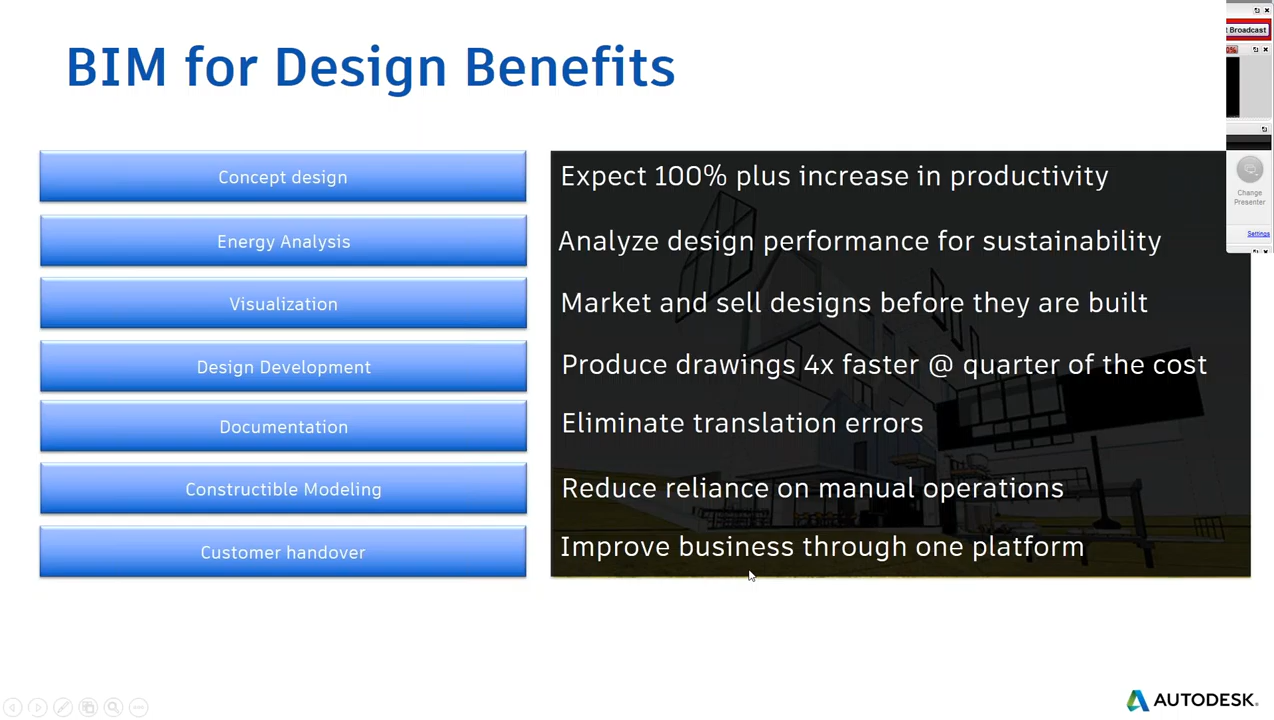 BIM for Design Benefits
Concept design
Expect 100% plus increase in productivity
Energy Analysis
Analyze design performance for sustainability
Visualization
Market and sell designs before they are built
Design Development
Produce drawings 4x faster @ quarter of the cost
Documentation
Eliminate translation errors
Constructible Modeling
Reduce reliance on manual operations
Customer handover
Improve business through one platform
Broadcast
0%
Change
Presenter
Settings
AUTODESK.